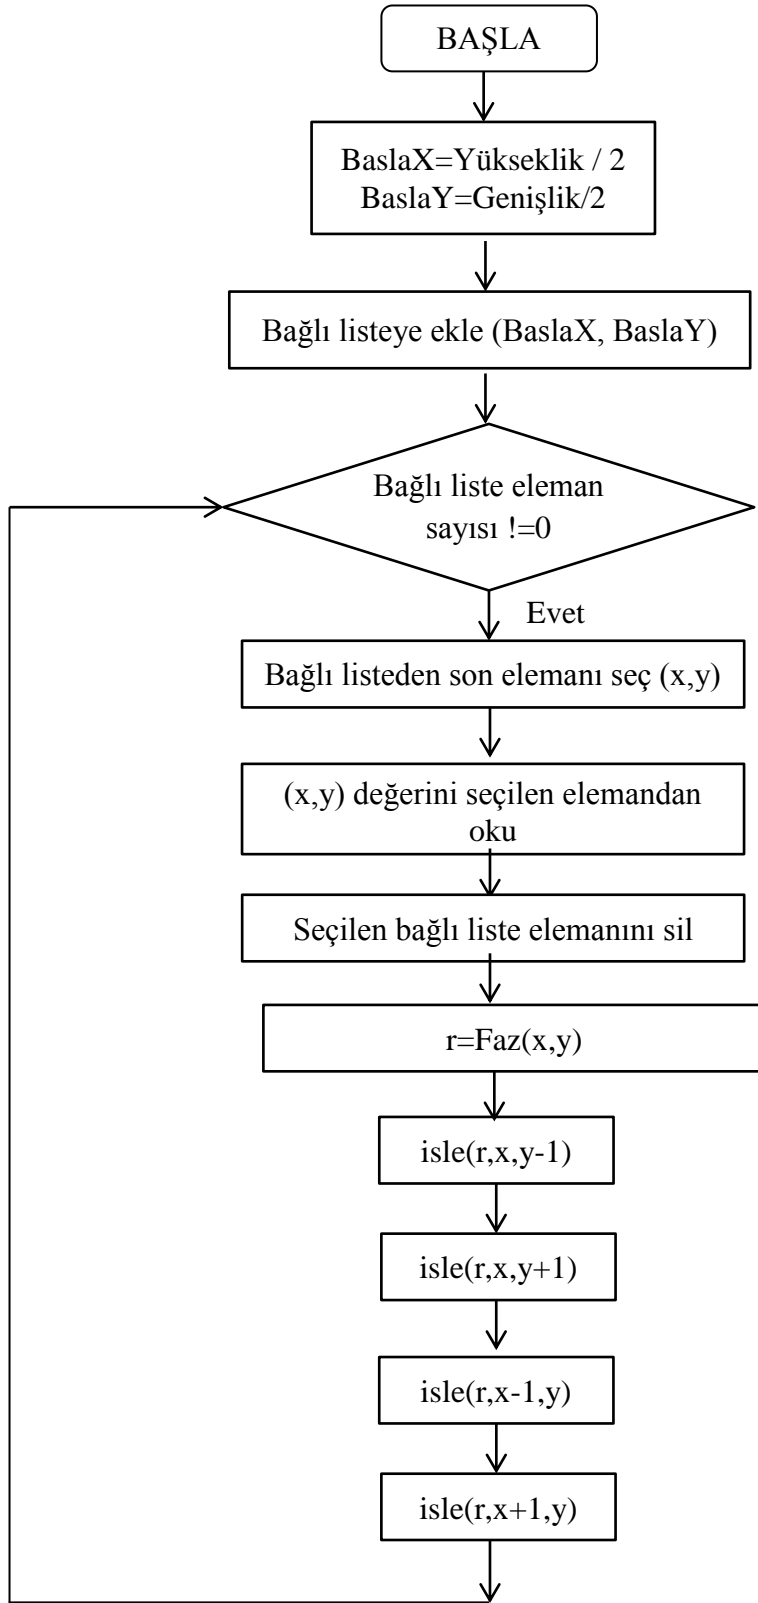 BAŞLA
BaslaX=Yükseklik / 2
BaslaY=Genişlik/2
Bağlı listeye ekle (BaslaX, BaslaY)
Bağlı liste eleman
sayısı !=0
Evet
Bağlı listeden son elemanı seç (x,y)
(x,y) değerini seçilen elemandan
oku
Seçilen bağlı liste elemanını sil
r=Faz(x,y)
isle(r,x,y-1)
isle(r,x,y+1)
isle(r,x-1,y)
isle(r,x+1,y)